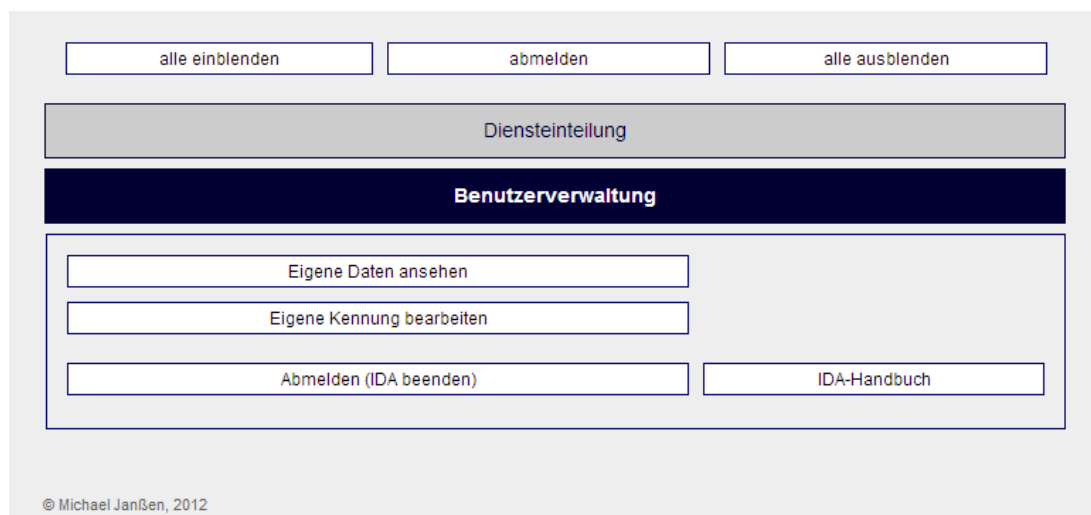 alle einblenden abmelden alle ausblenden
Diensteinteilung
Benutzerverwaltung
Eigene Daten ansehen
Eigene Kennung bearbeiten
Abmelden (IDA beenden) IDA-Handbuch
© Michael Janßen, 2012